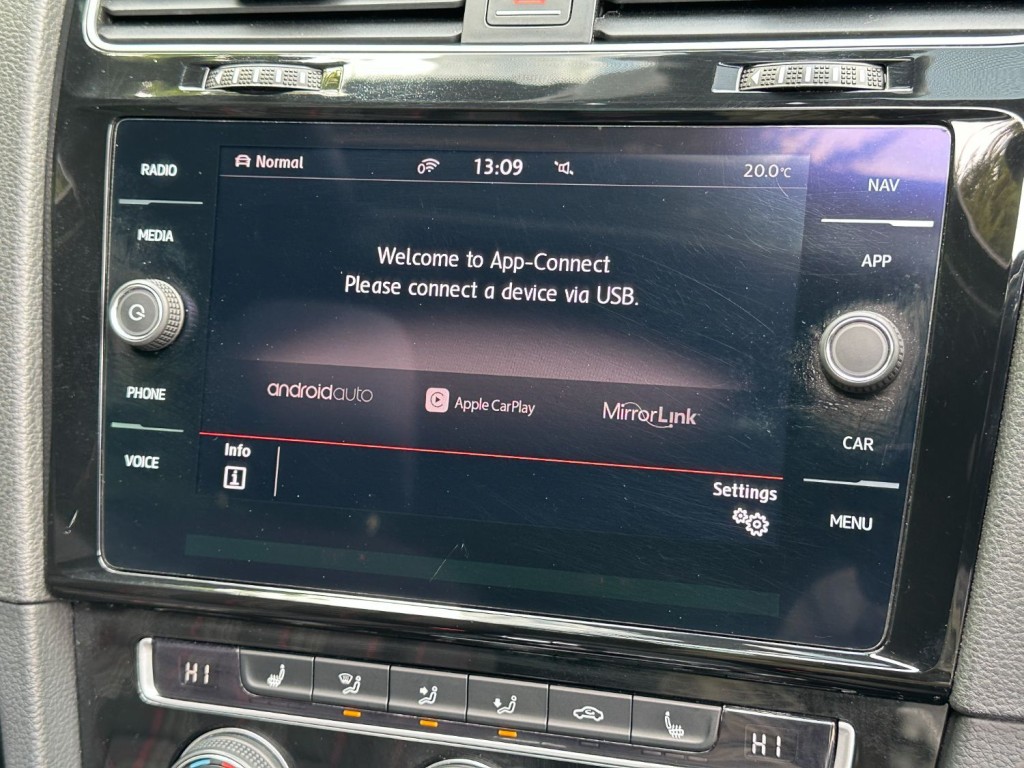 RADIO
MEDIA
PHONE
VOICE
Normal
0
13:09
20.0°C
Welcome to App-Connect
Please connect a device via USB.
androidauto
Apple CarPlay
MirrorLink
Info
i
Settings
NAV
APP
CAR
MENU
HI
HI